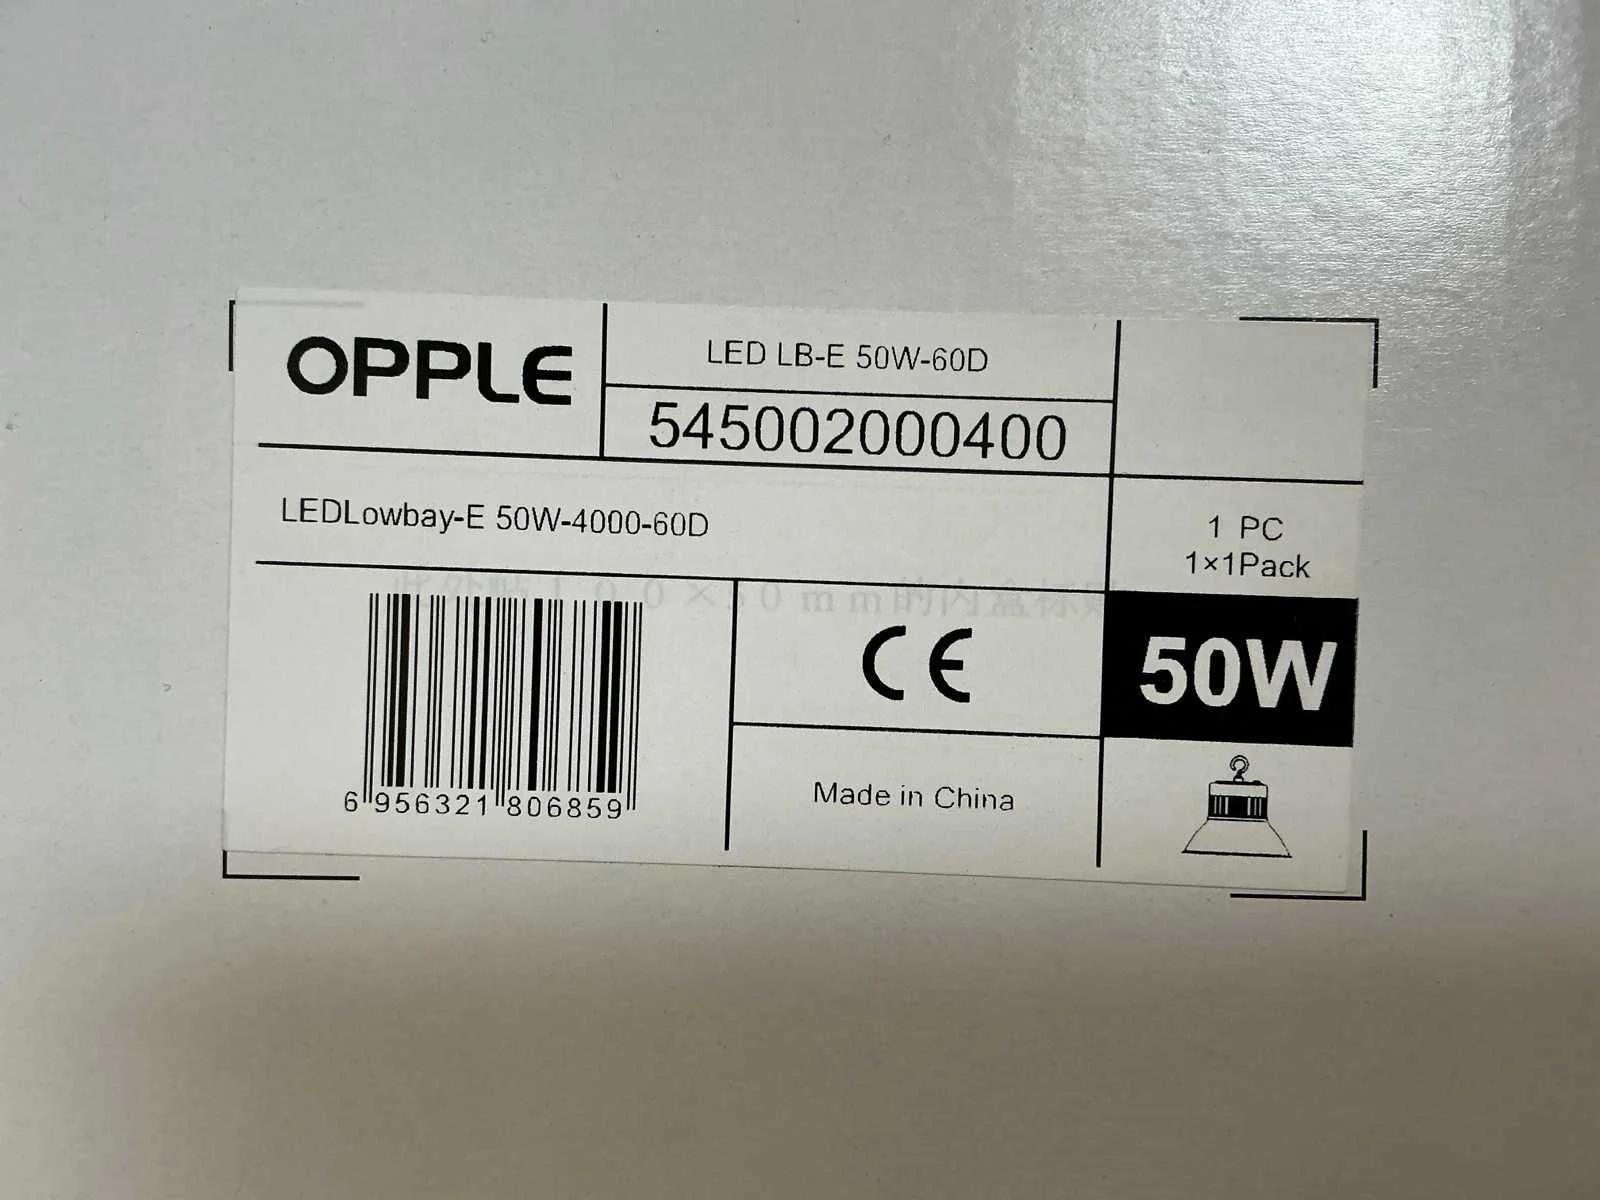 OPPLE
LED LB-E 50W-60D
545002000400
LEDLowbay-E 50W-4000-60D
1 PC
1×1Pack
CE
50W
6 956321 806859
Made in China